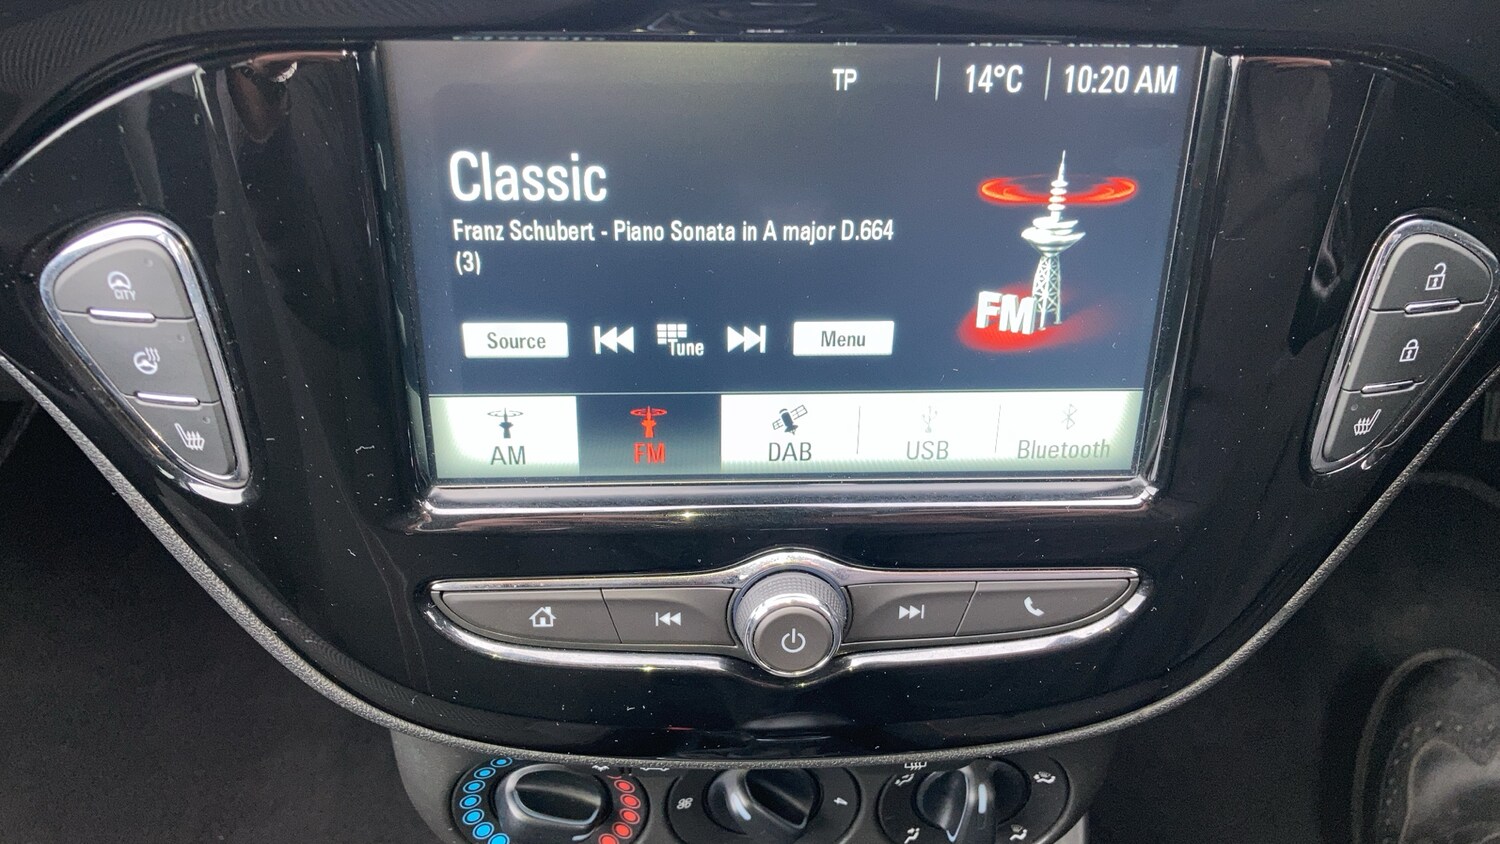 TP 14°C 10:20 AM
Classic
Franz Schubert - Piano Sonata in A major D.664
(3)
FM
Source Tune Menu
AM FM DAB USB Bluetooth
CITY
4